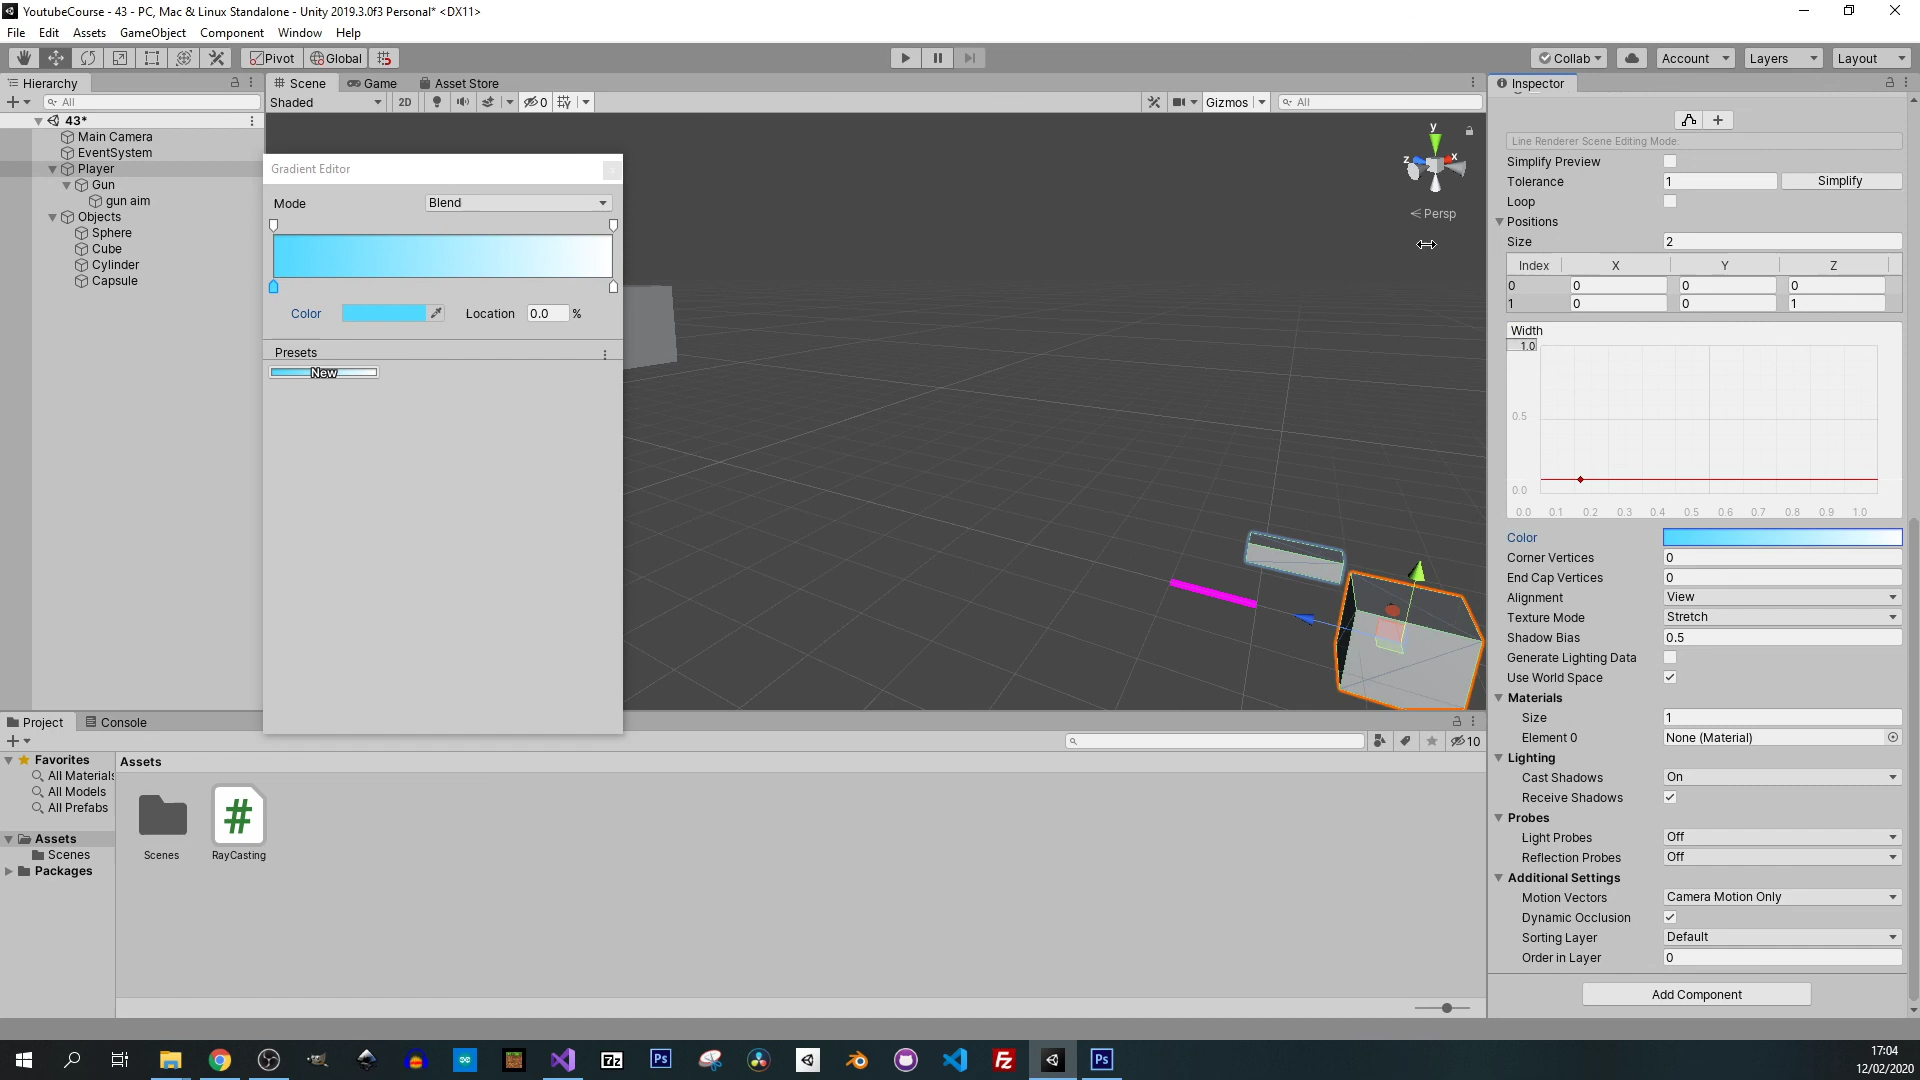 YoutubeCourse - 43 - PC, Mac & Linux Standalone - Unity 2019.3.0f3 Personal* <DX11>
File Edit Assets GameObject Component Window Help
Pivot Global Collab Account Layers Layout
Hierarchy
All
43*
Main Camera
EventSystem
Player
Gun
gun aim
Objects
Sphere
Cube
Cylinder
Capsule
Scene Game Asset Store
Shaded 2D 0 Gizmos All
y
z x
Persp
Gradient Editor
Mode Blend
Color Location 0.0 %
Presets
New
Inspector
Line Renderer Scene Editing Mode:
Simplify Preview
Tolerance 1 Simplify
Loop
Positions
Size 2
Index X Y Z
0 0 0 0
1 0 0 1
Width
1.0
0.5
0.0
0.0 0.1 0.2 0.3 0.4 0.5 0.6 0.7 0.8 0.9 1.0
Color
Corner Vertices 0
End Cap Vertices 0
Alignment View
Texture Mode Stretch
Shadow Bias 0.5
Generate Lighting Data
Use World Space
Materials
Size 1
Element 0 None (Material)
Lighting
Cast Shadows On
Receive Shadows
Probes
Light Probes Off
Reflection Probes Off
Additional Settings
Motion Vectors Camera Motion Only
Dynamic Occlusion
Sorting Layer Default
Order in Layer 0
Add Component
Project Console
10
Favorites
All Materials
All Models
All Prefabs
Assets
Scenes
Packages
Assets
#
Scenes RayCasting
7z Ps Fz Ps
17:04
12/02/2020